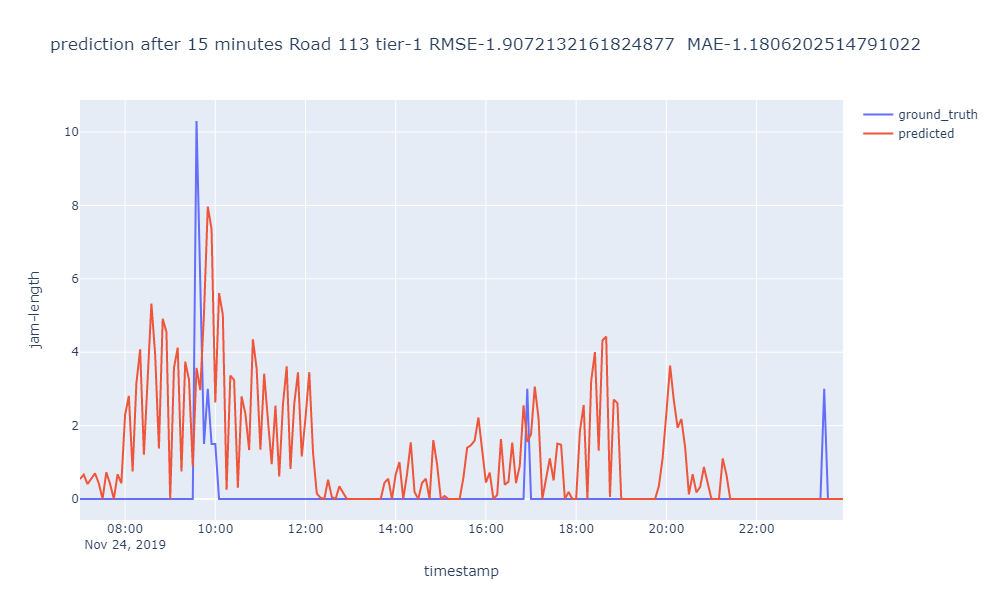 prediction after 15 minutes Road 113 tier-1 RMSE-1.9072132161824877  MAE-1.1806202514791022
ground_truth
predicted
10
8
6
4
2
0
jam-length
08:00 10:00 12:00 14:00 16:00 18:00 20:00 22:00
Nov 24, 2019
timestamp